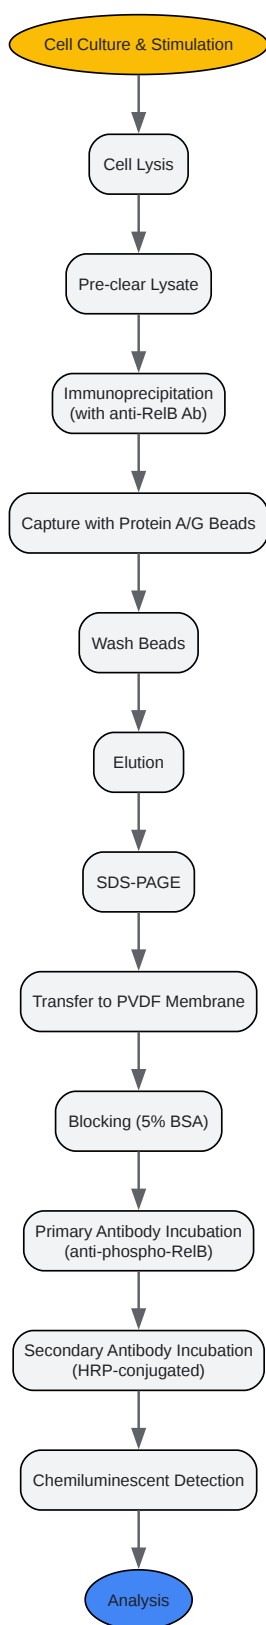 Cell Culture & Stimulation
Cell Lysis
Pre-clear Lysate
Immunoprecipitation
(with anti-RelB Ab)
Capture with Protein A/G Beads
Wash Beads
Elution
SDS-PAGE
Transfer to PVDF Membrane
Blocking (5% BSA)
Primary Antibody Incubation
(anti-phospho-RelB)
Secondary Antibody Incubation
(HRP-conjugated)
Chemiluminescent Detection
Analysis